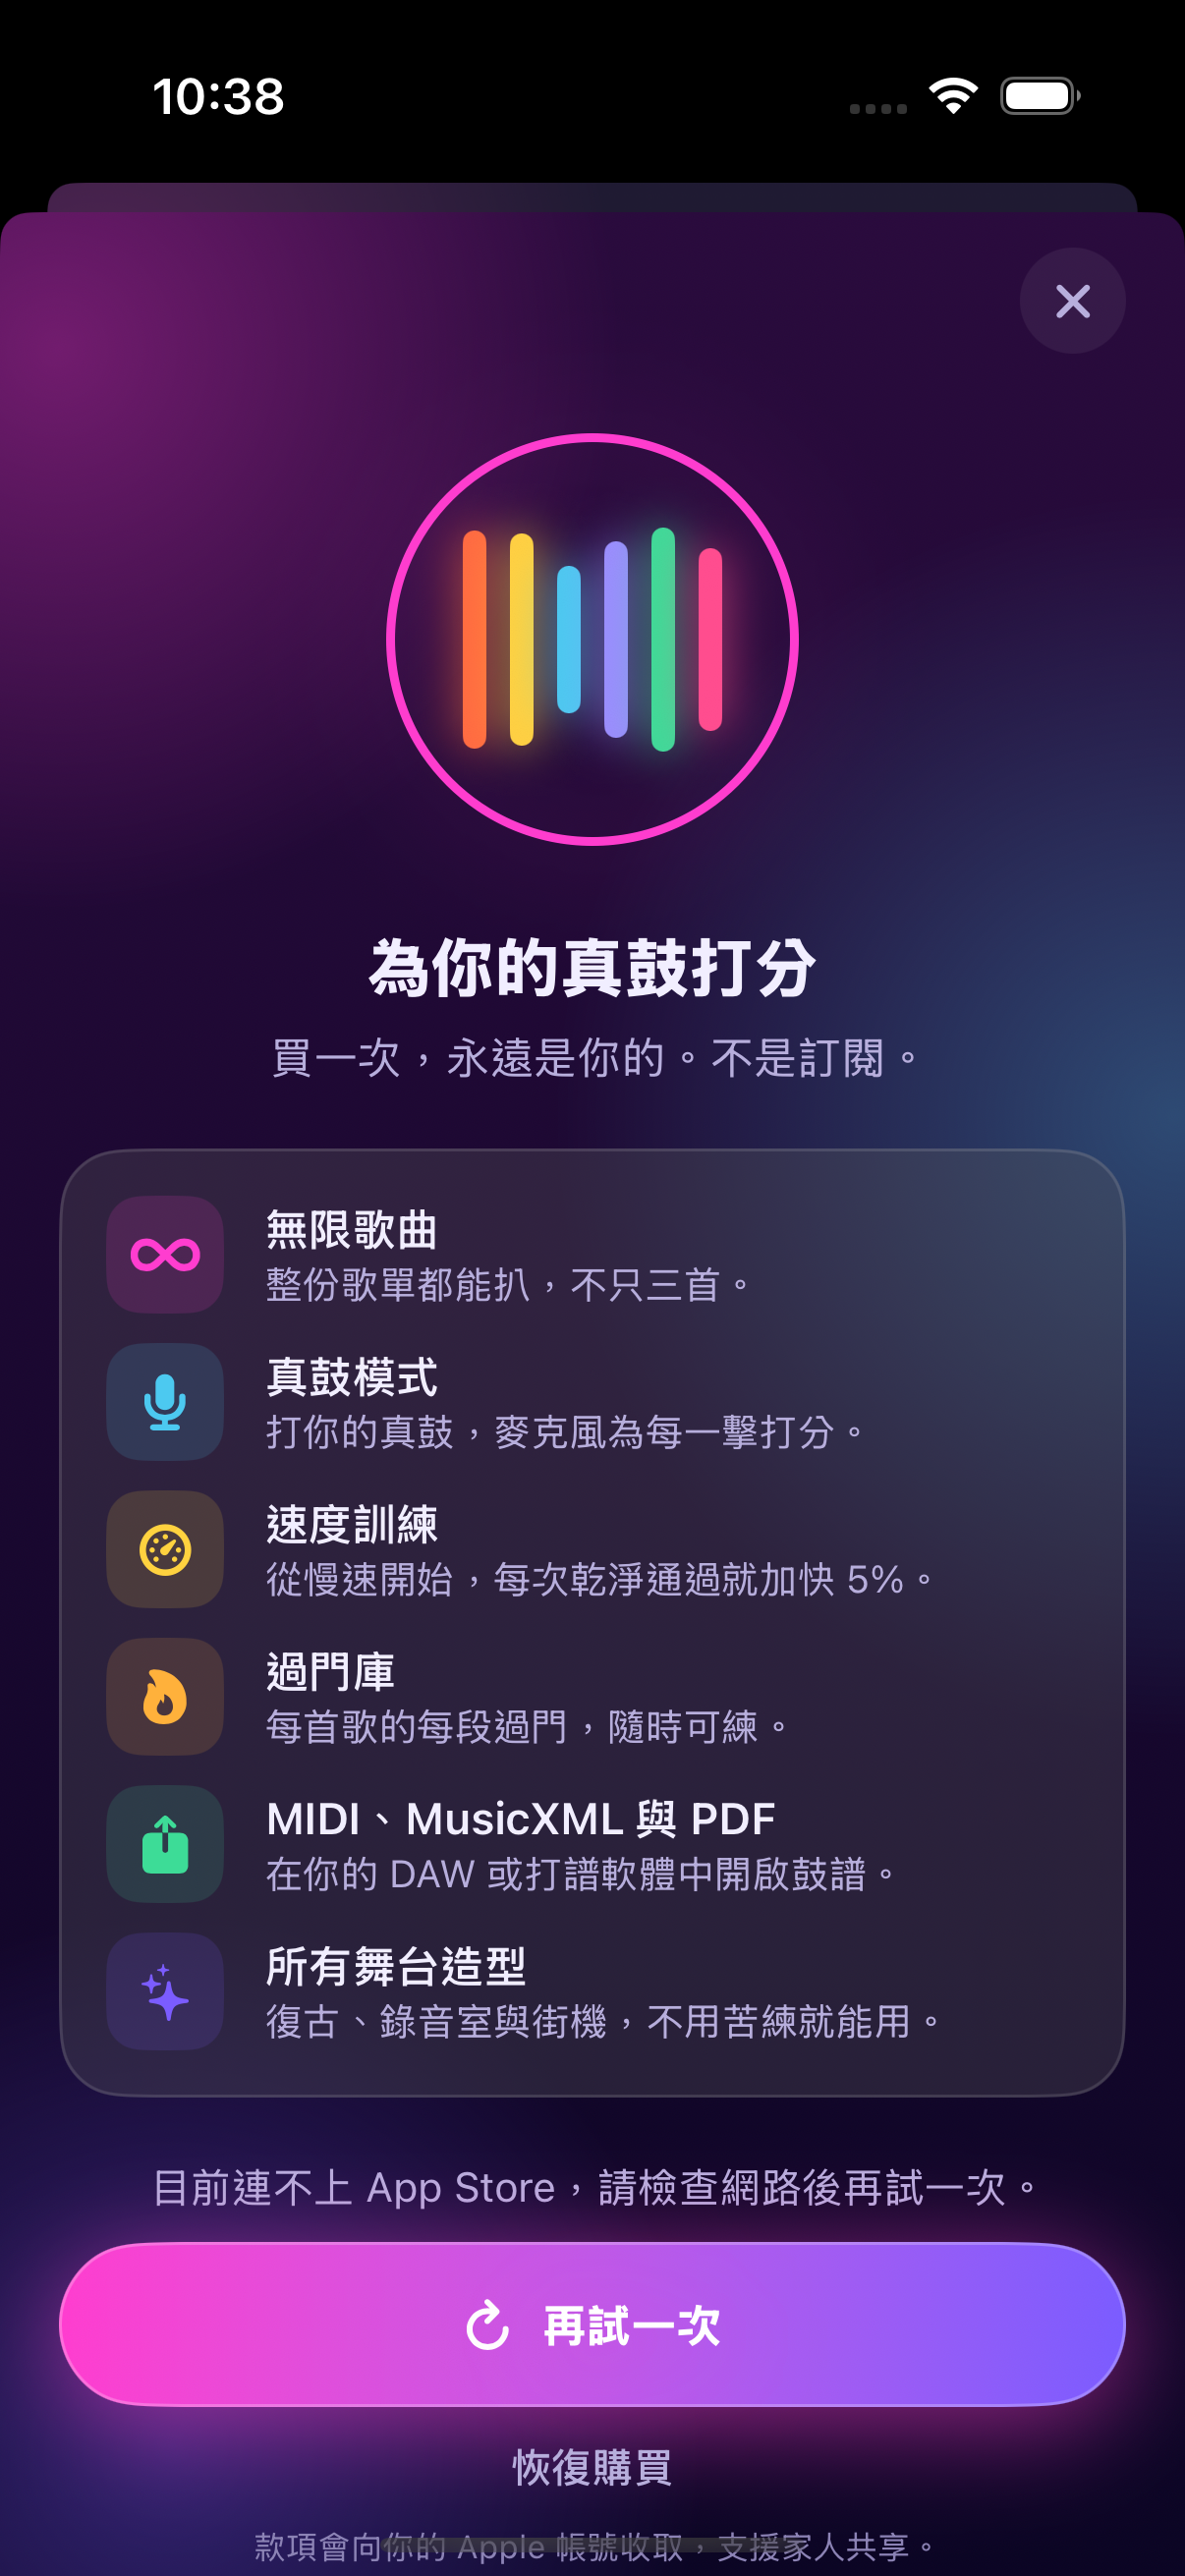 10:38
為你的真鼓打分
買一次，永遠是你的。不是訂閱。
無限歌曲
整份歌單都能扒，不只三首。
真鼓模式
打你的真鼓，麥克風為每一擊打分。
速度訓練
從慢速開始，每次乾淨通過就加快 5%。
過門庫
每首歌的每段過門，隨時可練。
MIDI、MusicXML 與 PDF
在你的 DAW 或打譜軟體中開啟鼓譜。
所有舞台造型
復古、錄音室與街機，不用苦練就能用。
目前連不上 App Store，請檢查網路後再試一次。
再試一次
恢復購買
款項會向你的 Apple 帳號收取，支援家人共享。